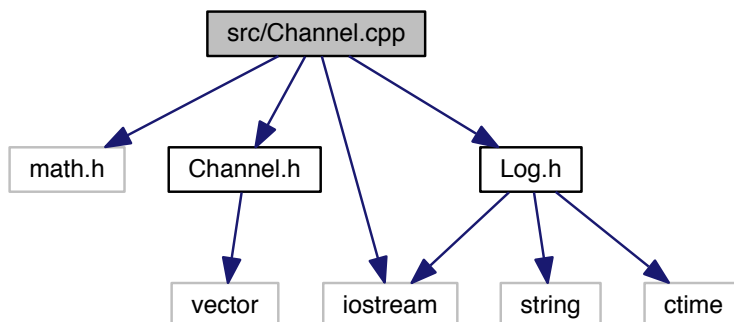 src/Channel.cpp
math.h
Channel.h
Log.h
vector
iostream
string
ctime